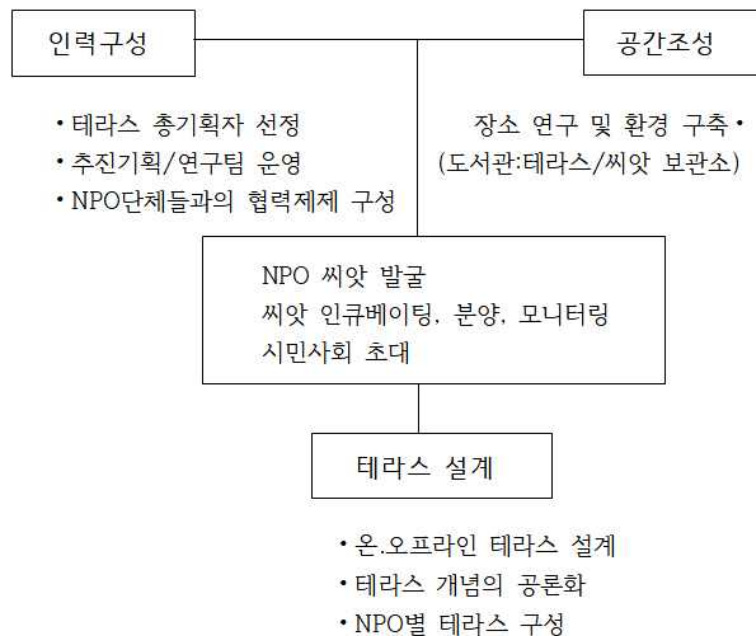 인력구성
공간조성
• 테라스 총기획자 선정
• 추진기획/연구팀 운영
• NPO단체들과의 협력제제 구성
장소 연구 및 환경 구축 •
(도서관:테라스/씨앗 보관소)
NPO 씨앗 발굴
씨앗 인큐베이팅, 분양, 모니터링
시민사회 초대
테라스 설계
• 온.오프라인 테라스 설계
• 테라스 개념의 공론화
• NPO별 테라스 구성